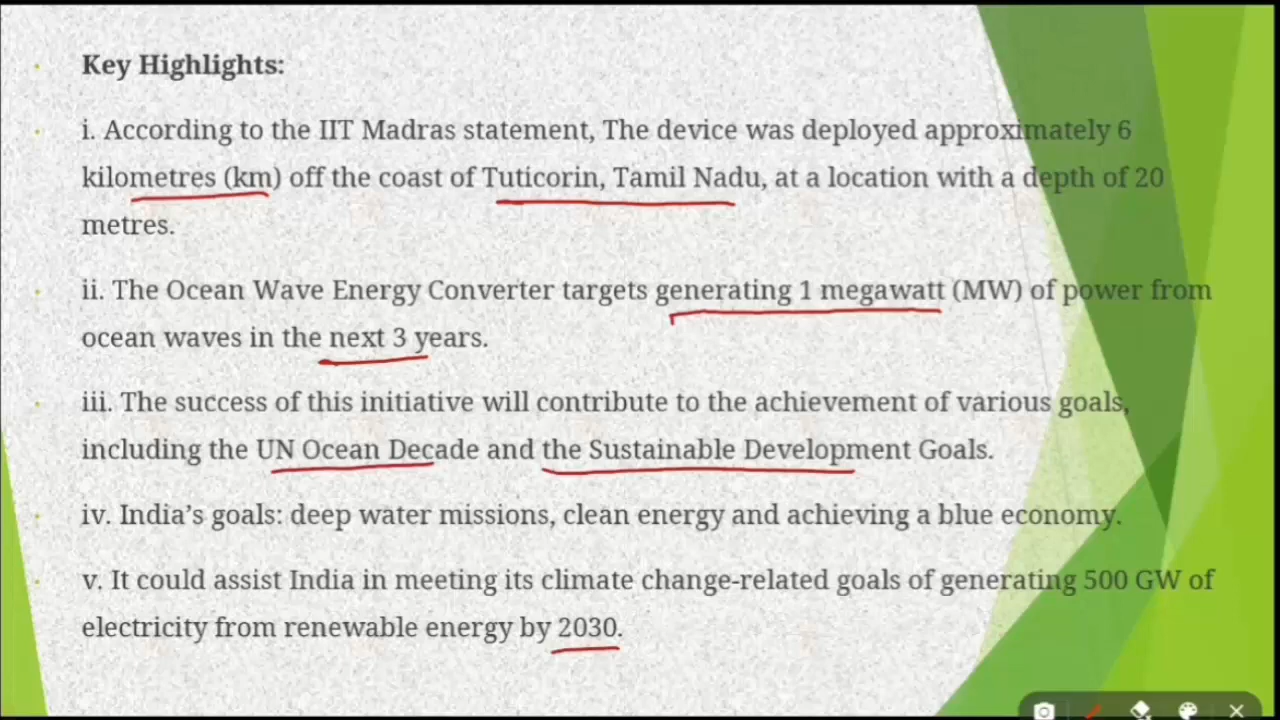 Key Highlights:
i. According to the IIT Madras statement, The device was deployed approximately 6
kilometres (km) off the coast of Tuticorin, Tamil Nadu, at a location with a depth of 20
metres.
ii. The Ocean Wave Energy Converter targets generating 1 megawatt (MW) of power from
ocean waves in the next 3 years.
iii. The success of this initiative will contribute to the achievement of various goals,
including the UN Ocean Decade and the Sustainable Development Goals.
iv. India’s goals: deep water missions, clean energy and achieving a blue economy.
v. It could assist India in meeting its climate change-related goals of generating 500 GW of
electricity from renewable energy by 2030.